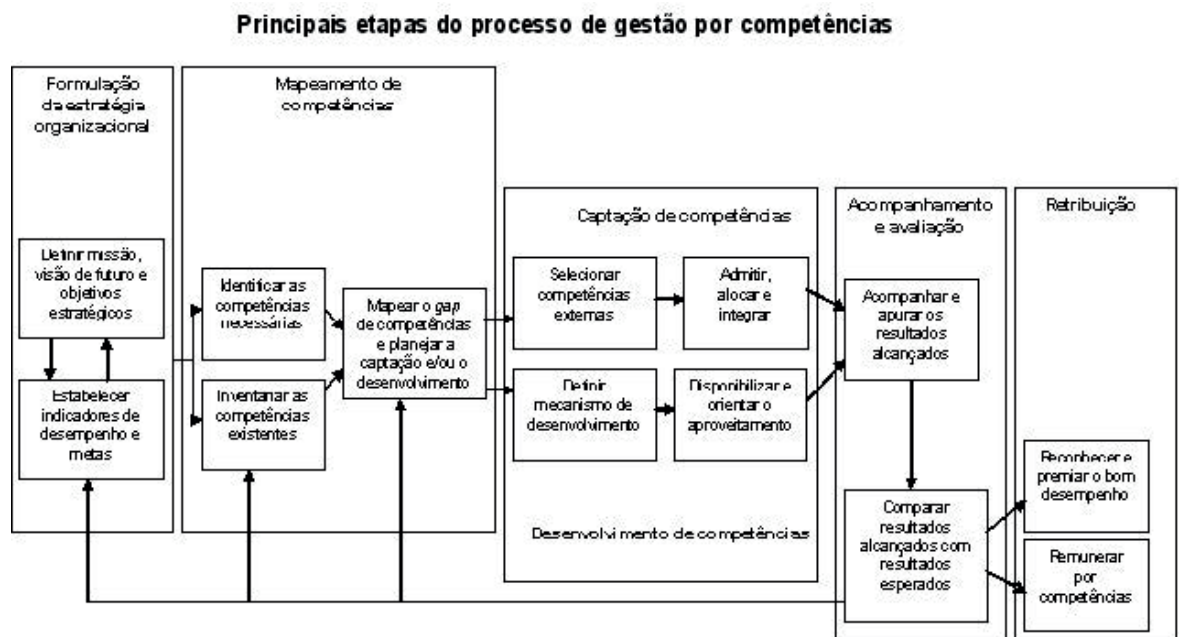 Principais etapas do processo de gestão por competências
Formulação
da estratégia
organizacional
Definir missão,
visão de futuro e
objetivos
estratégicos
Estabelecer
indicadores de
desempenho e
metas
Mapeamento de
competências
Identificar as
competências
necessárias
Inventariar as
competências
existentes
Mapear o gap
de competências
e planejar a
captação e/ou o
desenvolvimento
Captação de competências
Selecionar
competências
externas
Admitir,
alocar e
integrar
Definir
mecanismo de
desenvolvimento
Disponibilizar e
orientar o
aproveitamento
Desenvolvimento de competências
Acompanhamento
e avaliação
Acompanhar e
apurar os
resultados
alcançados
Comparar
resultados
alcançados com
resultados
esperados
Retribuição
Reconhecer e
premiar o bom
desempenho
Remunerar
por
competências